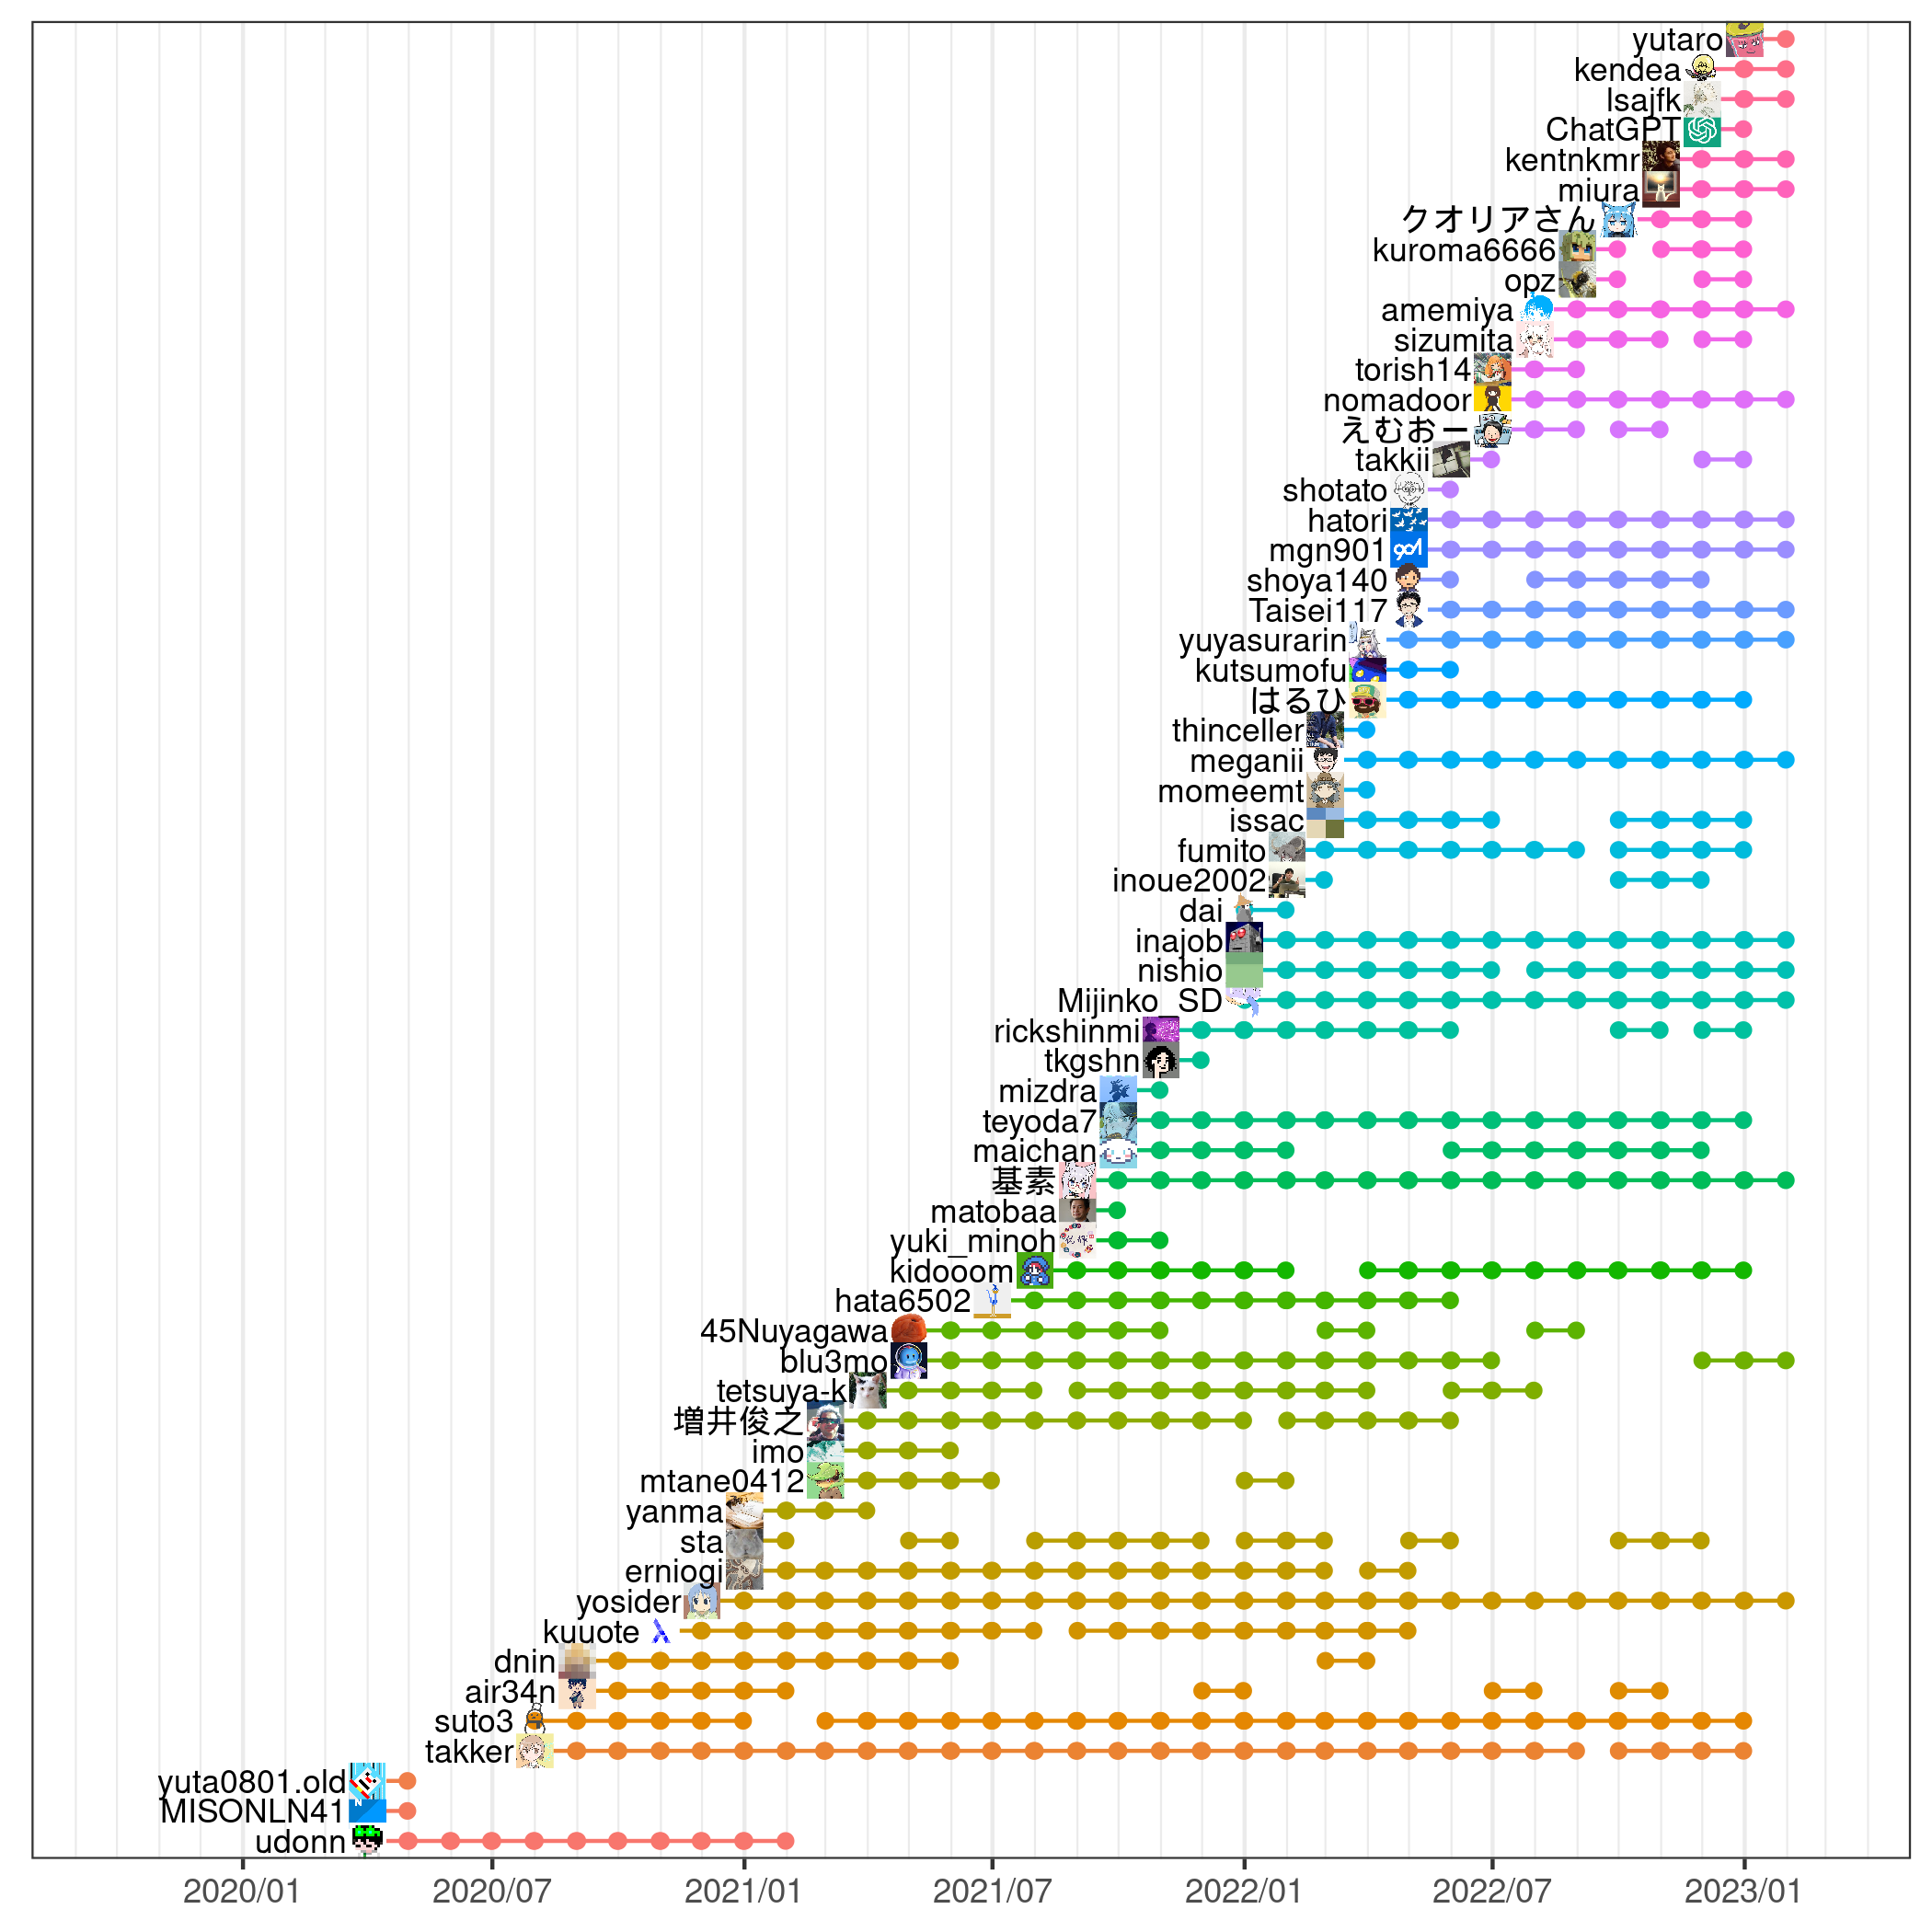 yutaro
kendea
lsajfk
ChatGPT
kentnkmr
miura
クオリアさん
kuroma6666
opz
amemiya
sizumita
torish14
nomadoor
えむおー
takkii
shotato
hatori
mgn901
901
shoya140
Taisei117
yuyasurarin
kutsumofu
はるひ
thinceller
meganii
momeemt
issac
fumito
inoue2002
dai
inajob
nishio
Mijinko_SD
rickshinmi
tkgshn
mizdra
teyoda7
maichan
基素
matobaa
yuki_minoh
kidooom
hata6502
45Nuyagawa
blu3mo
tetsuya-k
増井俊之
imo
mtane0412
yanma
sta
erniogi
yosider
kuuote
dnin
air34n
suto3
takker
yuta0801.old
MISONLN41
N
udonn
2020/01 2020/07 2021/01 2021/07 2022/01 2022/07 2023/01